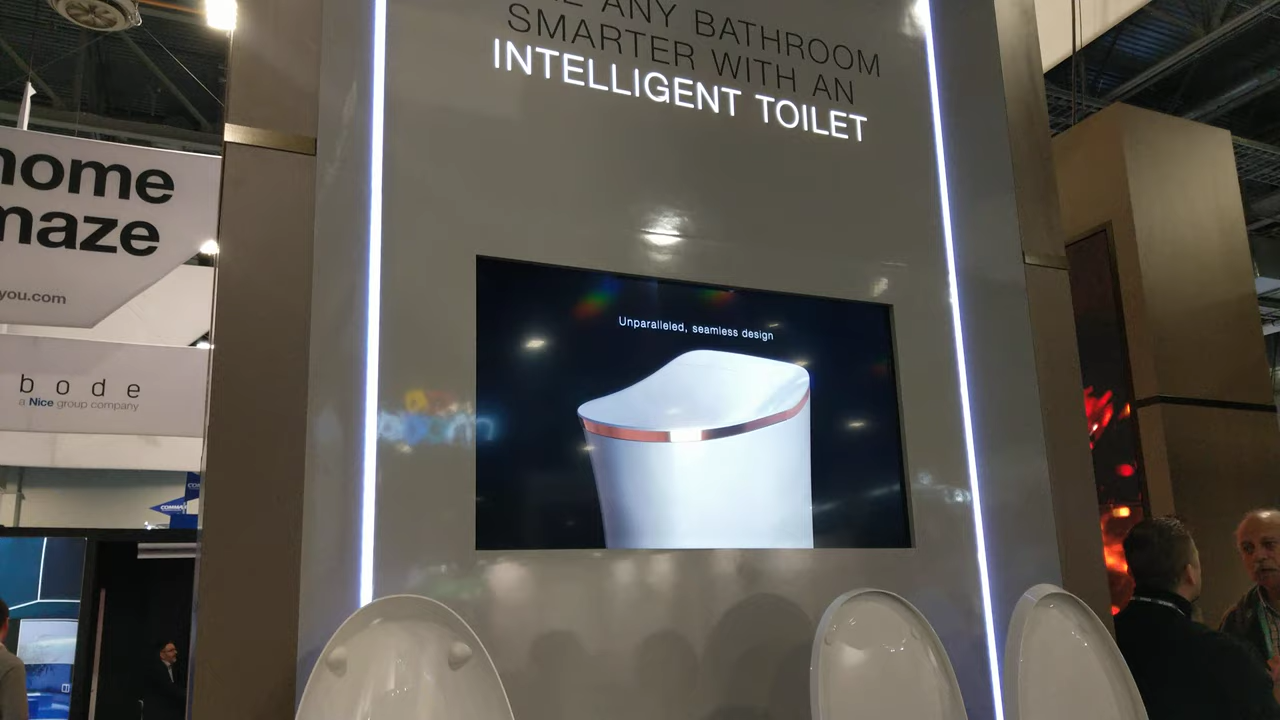 ANY BATHROOM
SMARTER WITH AN
INTELLIGENT TOILET
Unparalleled, seamless design
home
maze
you.com
bode
a Nice group company